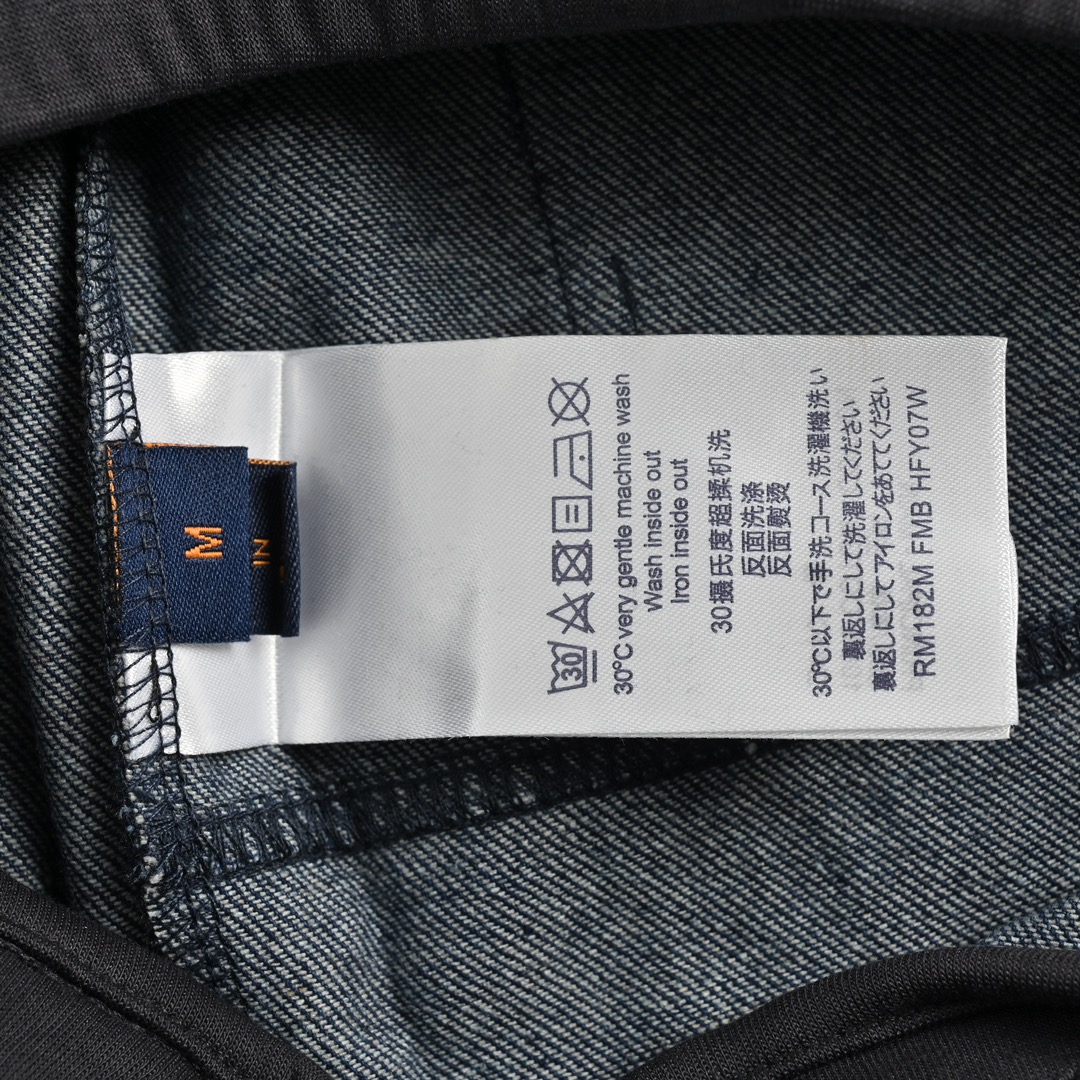 M
IN
30
30°C very gentle machine wash
Wash inside out
Iron inside out
30摄氏度超揉机洗
反面洗涤
反面熨烫
30℃以下で手洗コース洗濯機洗い
裏返しにして洗濯してください
裏返しにしてアイロンをあててください
RM182M FMB HFY07W